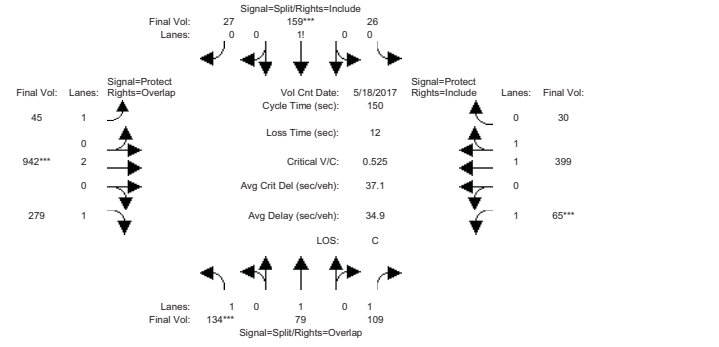 Signal=Split/Rights=Include
Final Vol: 27 159*** 26
Lanes: 0 0 1! 0 0
Signal=Protect
Final Vol: Lanes: Rights=Overlap
Vol Cnt Date: 5/18/2017
Cycle Time (sec): 150
Signal=Protect
Rights=Include Lanes: Final Vol:
45 1
0 30
Loss Time (sec): 12
0
1
942*** 2
Critical V/C: 0.525
1 399
0
Avg Crit Del (sec/veh): 37.1
0
279 1
Avg Delay (sec/veh): 34.9
1 65***
LOS: C
Lanes: 1 0 1 0 1
Final Vol: 134*** 79 109
Signal=Split/Rights=Overlap